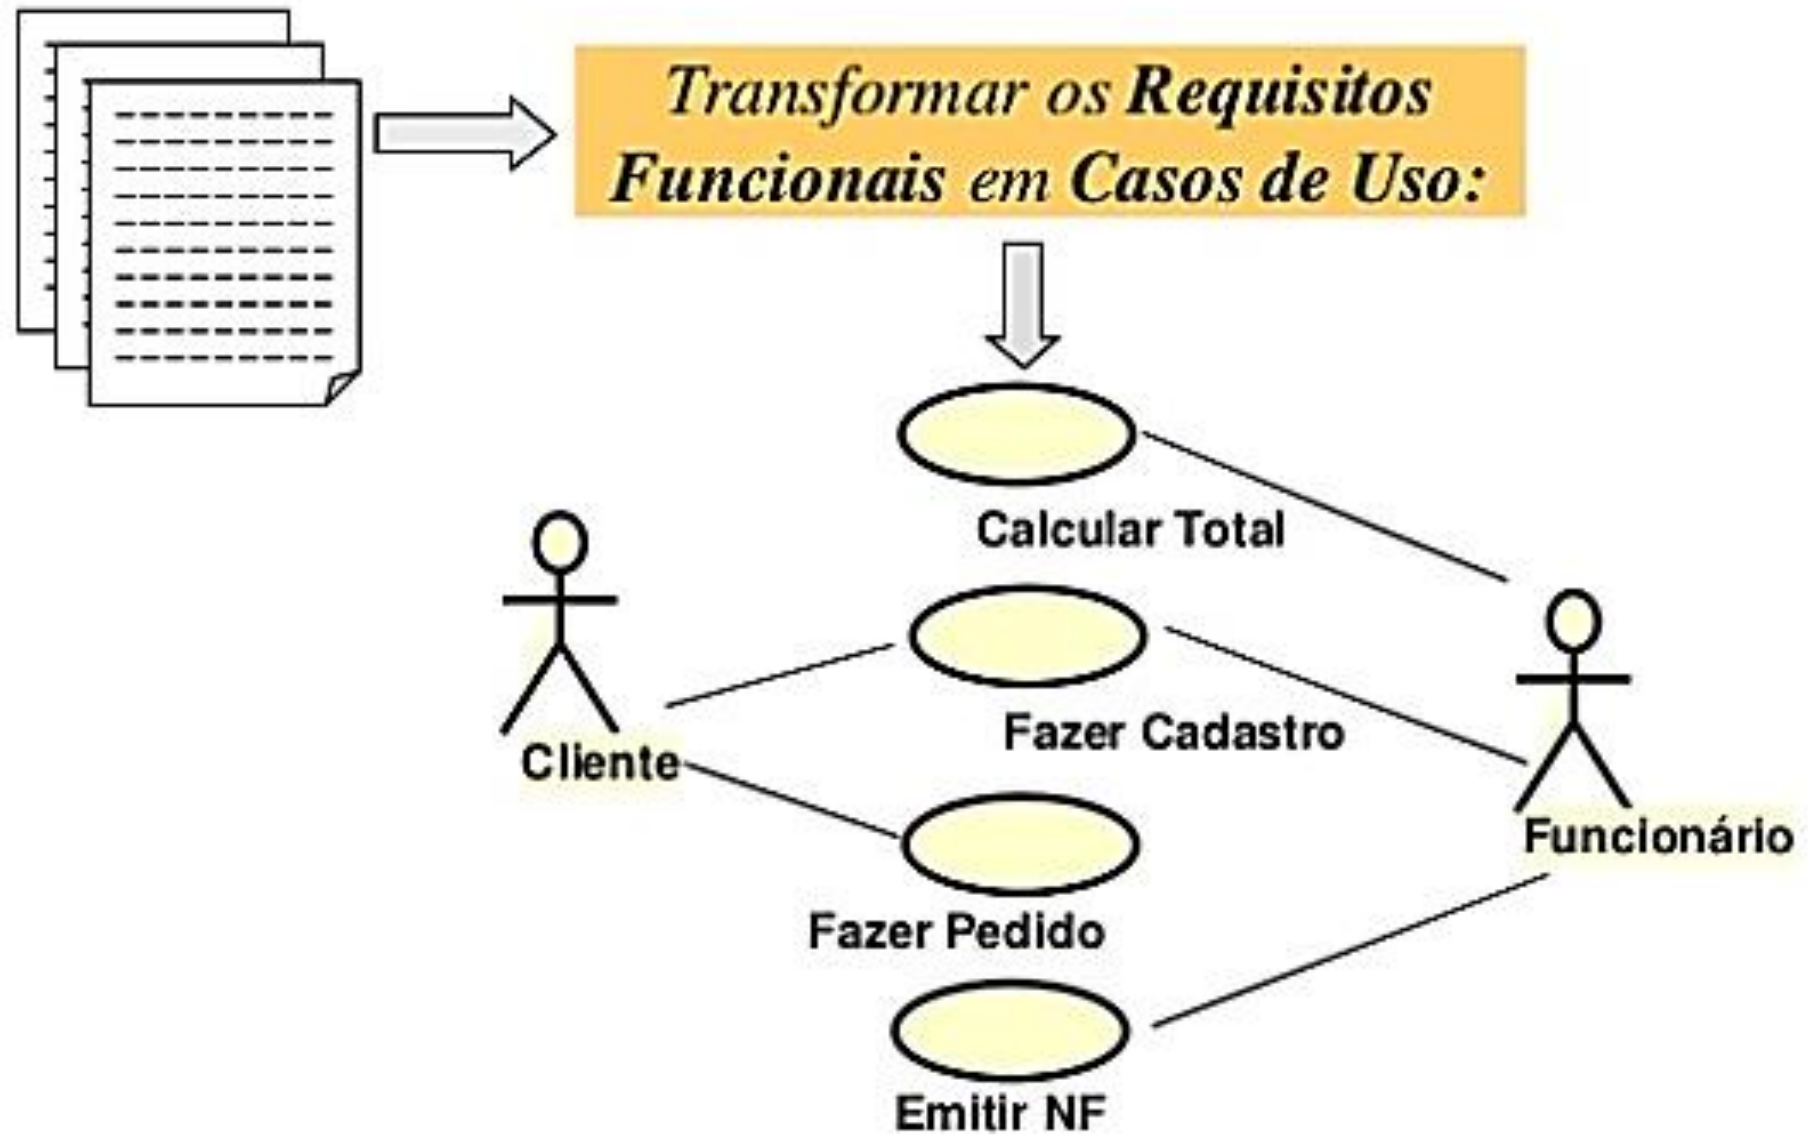 Transformar os Requisitos
Funcionais em Casos de Uso:
Calcular Total
Fazer Cadastro
Cliente
Funcionário
Fazer Pedido
Emitir NF